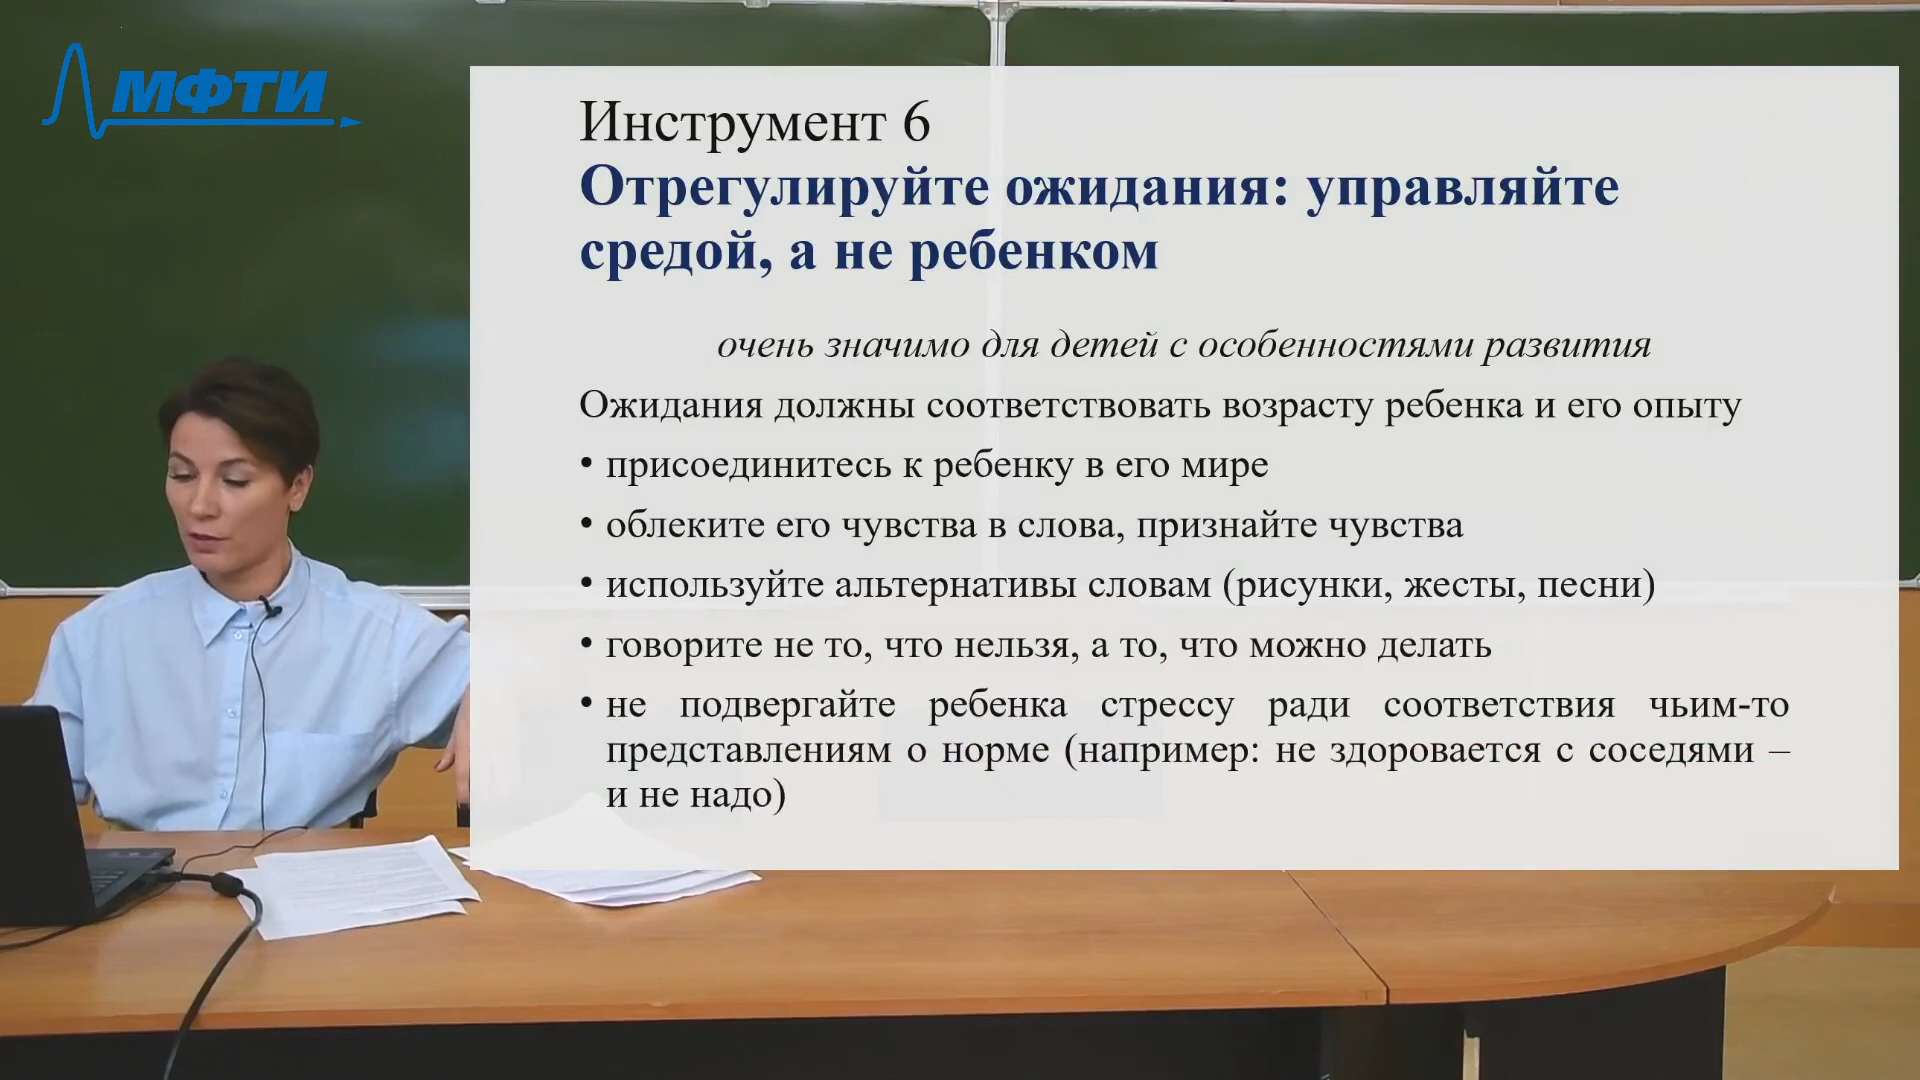 МФТИ
Инструмент 6
Отрегулируйте ожидания: управляйте
средой, а не ребенком
очень значимо для детей с особенностями развития
Ожидания должны соответствовать возрасту ребенка и его опыту
• присоединитесь к ребенку в его мире
• облеките его чувства в слова, признайте чувства
• используйте альтернативы словам (рисунки, жесты, песни)
• говорите не то, что нельзя, а то, что можно делать
• не подвергайте ребенка стрессу ради соответствия чьим-то
представлениям о норме (например: не здоровается с соседями –
и не надо)